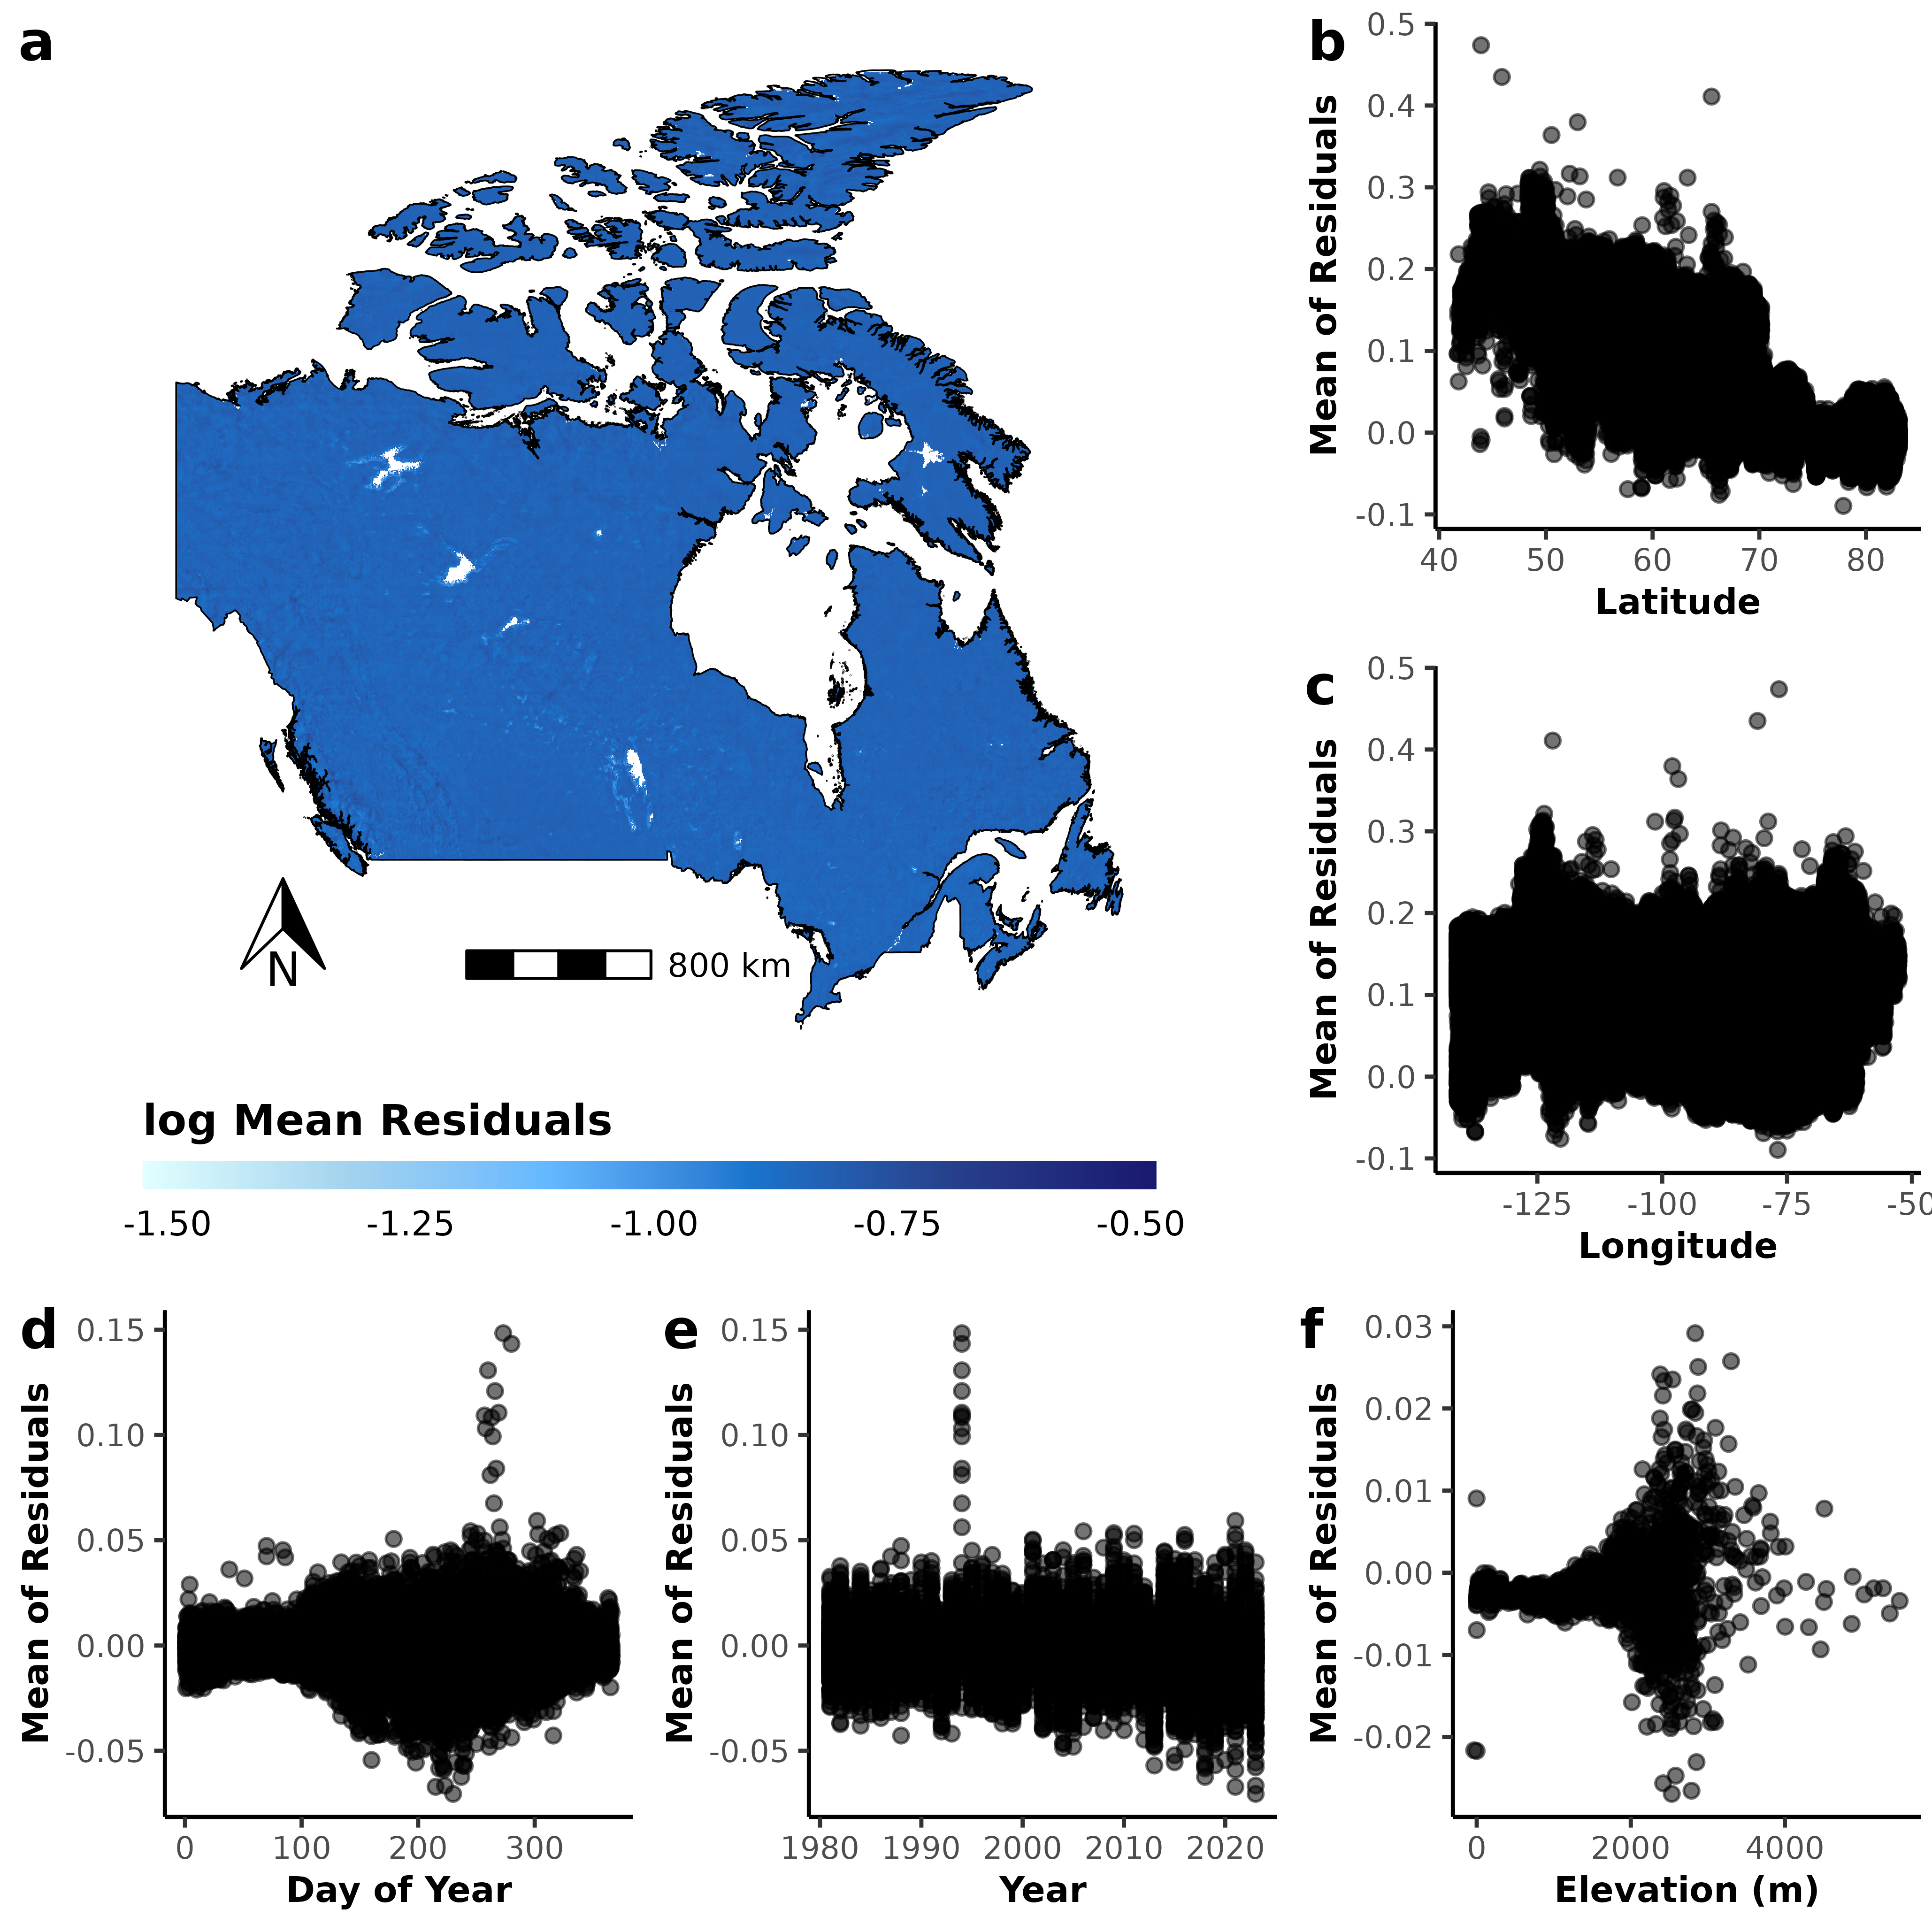 a
N
800 km
log Mean Residuals
-1.50 -1.25 -1.00 -0.75 -0.50
b
Mean of Residuals
0.5
0.4
0.3
0.2
0.1
0.0
-0.1
40 50 60 70 80
Latitude
c
Mean of Residuals
0.5
0.4
0.3
0.2
0.1
0.0
-0.1
-125 -100 -75 -50
Longitude
d
Mean of Residuals
0.15
0.10
0.05
0.00
-0.05
0 100 200 300
Day of Year
e
Mean of Residuals
0.15
0.10
0.05
0.00
-0.05
1980 1990 2000 2010 2020
Year
f
Mean of Residuals
0.03
0.02
0.01
0.00
-0.01
-0.02
0 2000 4000
Elevation (m)